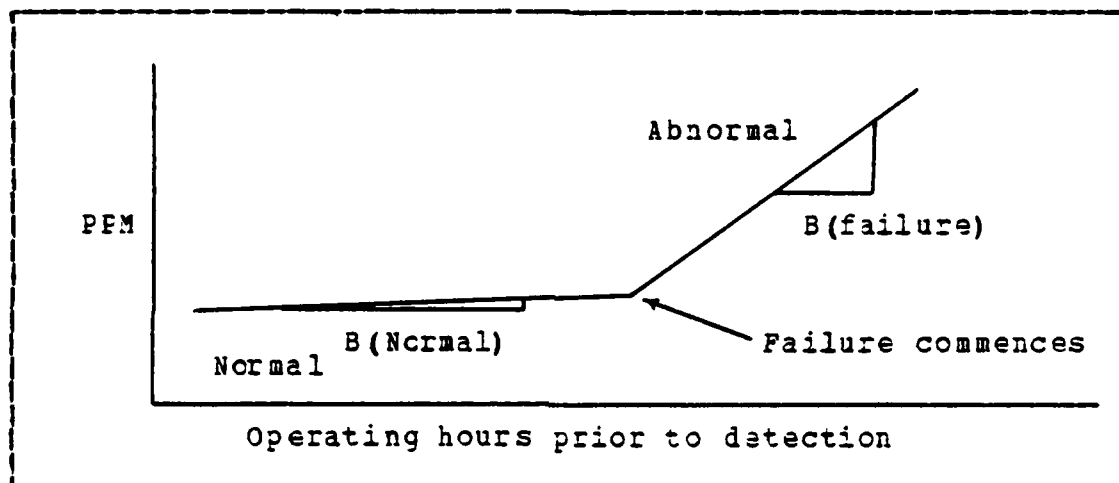 Abnormal
PPM
B(failure)
B(Normal)
Failure commences
Normal
Operating hours prior to detection